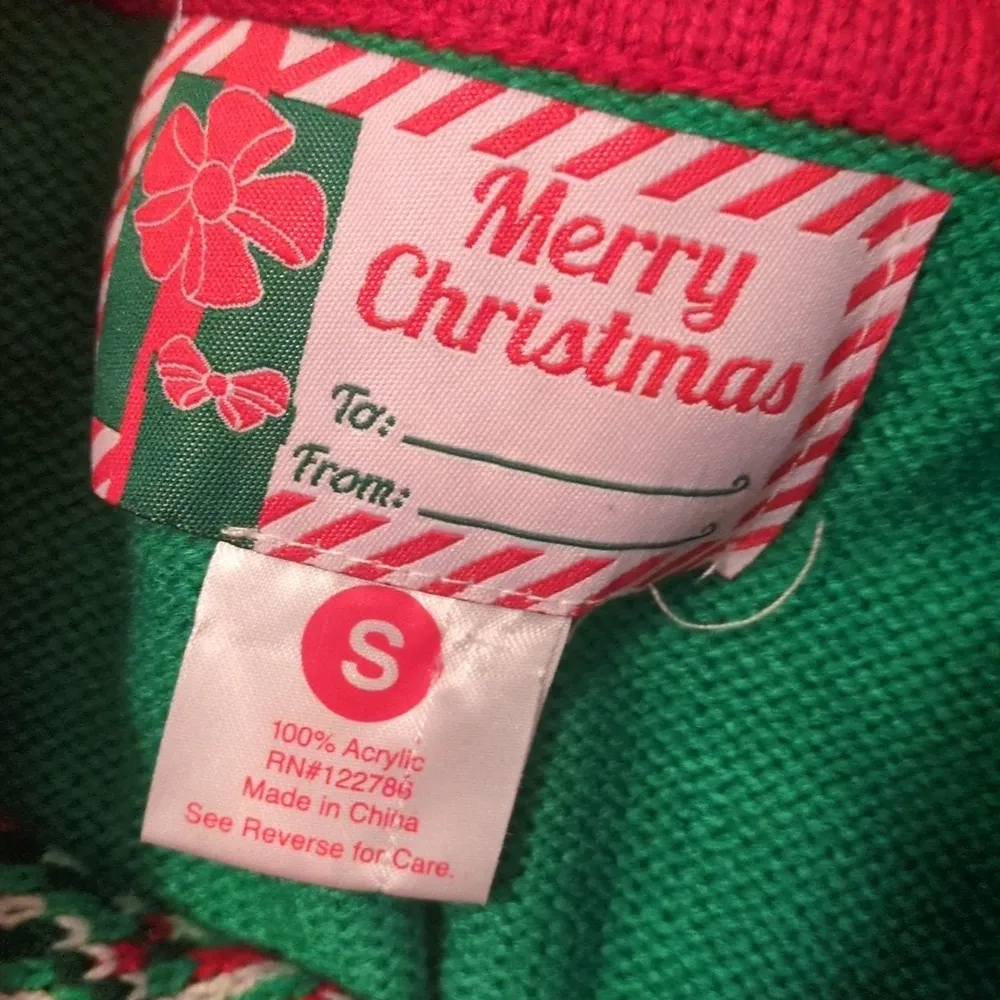 Merry
Christmas
To:
From:
S
100% Acrylic
RN#122786
Made in China
See Reverse for Care.